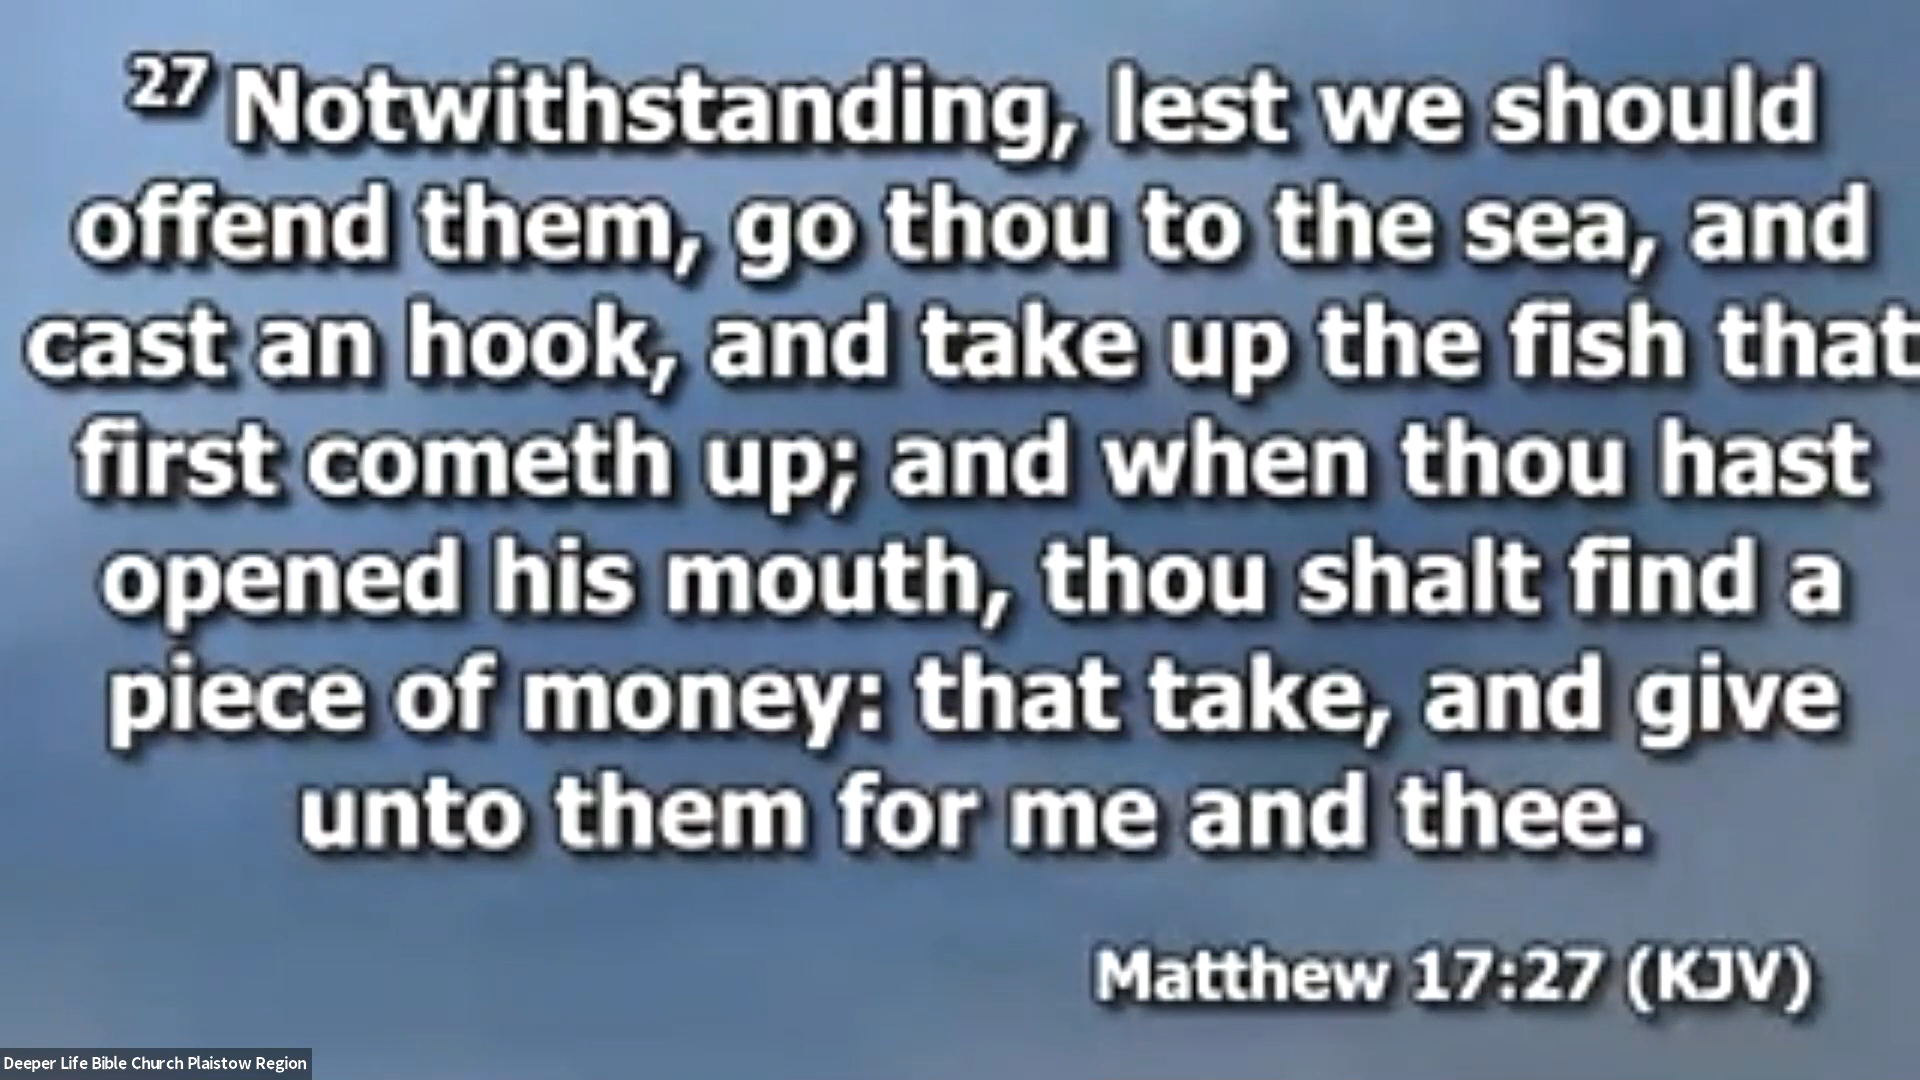 27 Notwithstanding, lest we should
offend them, go thou to the sea, and
cast an hook, and take up the fish that
first cometh up; and when thou hast
opened his mouth, thou shalt find a
piece of money: that take, and give
unto them for me and thee.
Matthew 17:27 (KJV)
Deeper Life Bible Church Plaistow Region